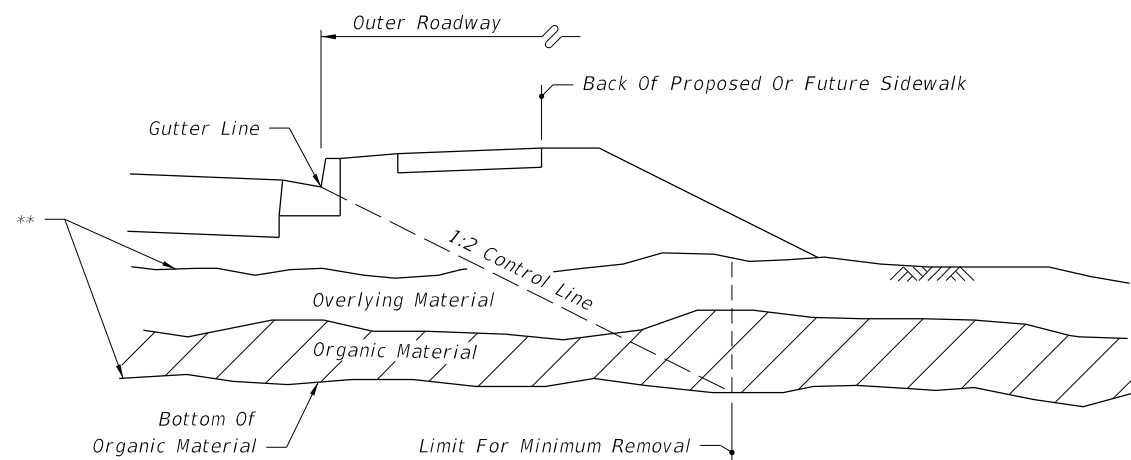 Outer Roadway
Back Of Proposed Or Future Sidewalk
Gutter Line
**
1:2 Control Line
Overlying Material
Organic Material
Bottom Of
Organic Material
Limit For Minimum Removal